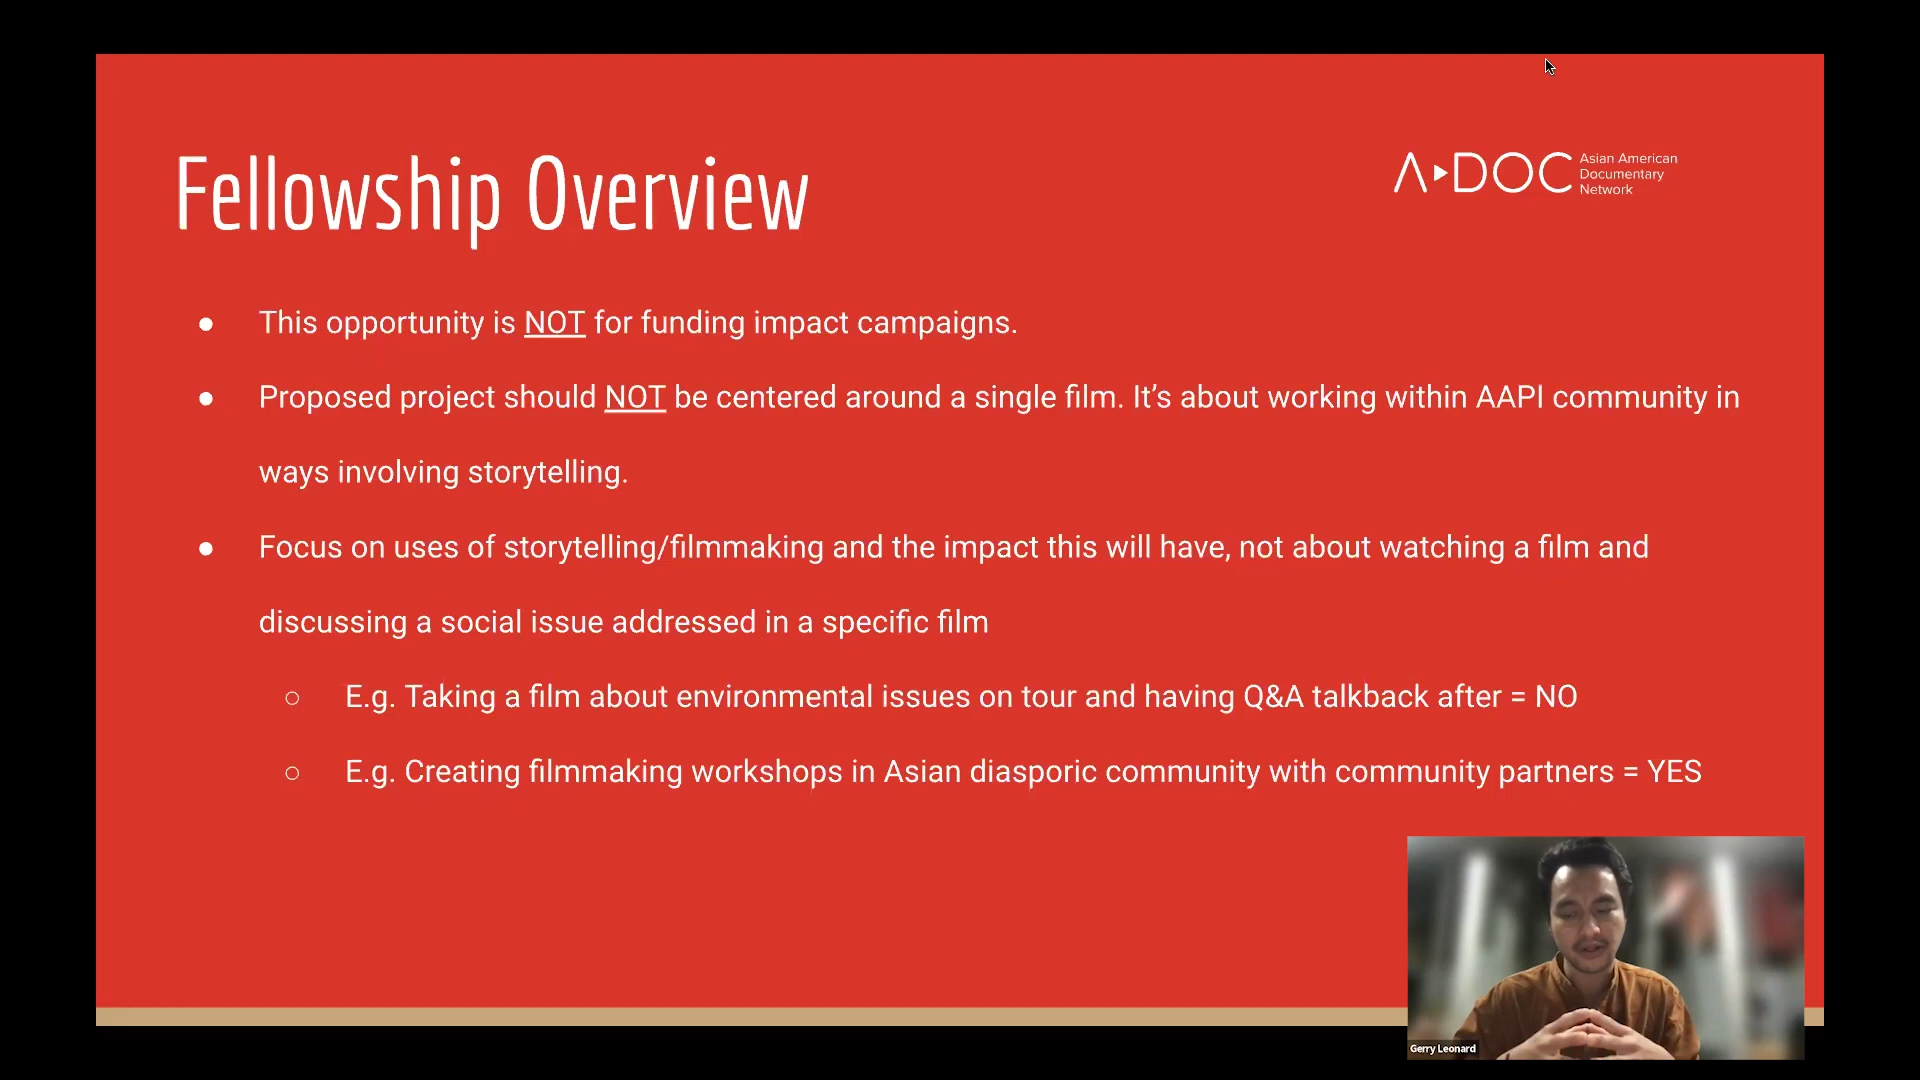 Fellowship Overview
A▶DOC Asian American
Documentary
Network
● This opportunity is NOT for funding impact campaigns.
● Proposed project should NOT be centered around a single film. It’s about working within AAPI community in
ways involving storytelling.
● Focus on uses of storytelling/filmmaking and the impact this will have, not about watching a film and
discussing a social issue addressed in a specific film
○ E.g. Taking a film about environmental issues on tour and having Q&A talkback after = NO
○ E.g. Creating filmmaking workshops in Asian diasporic community with community partners = YES
Gerry Leonard